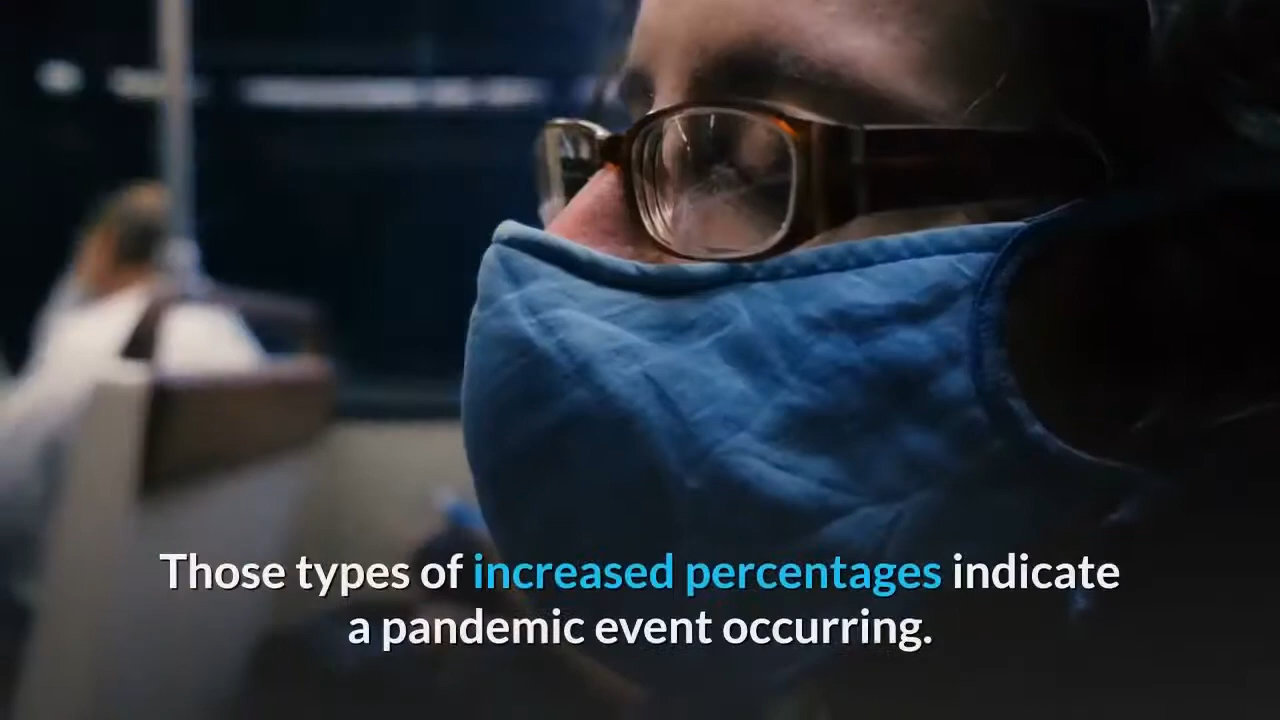 Those types of increased percentages indicate
a pandemic event occurring.